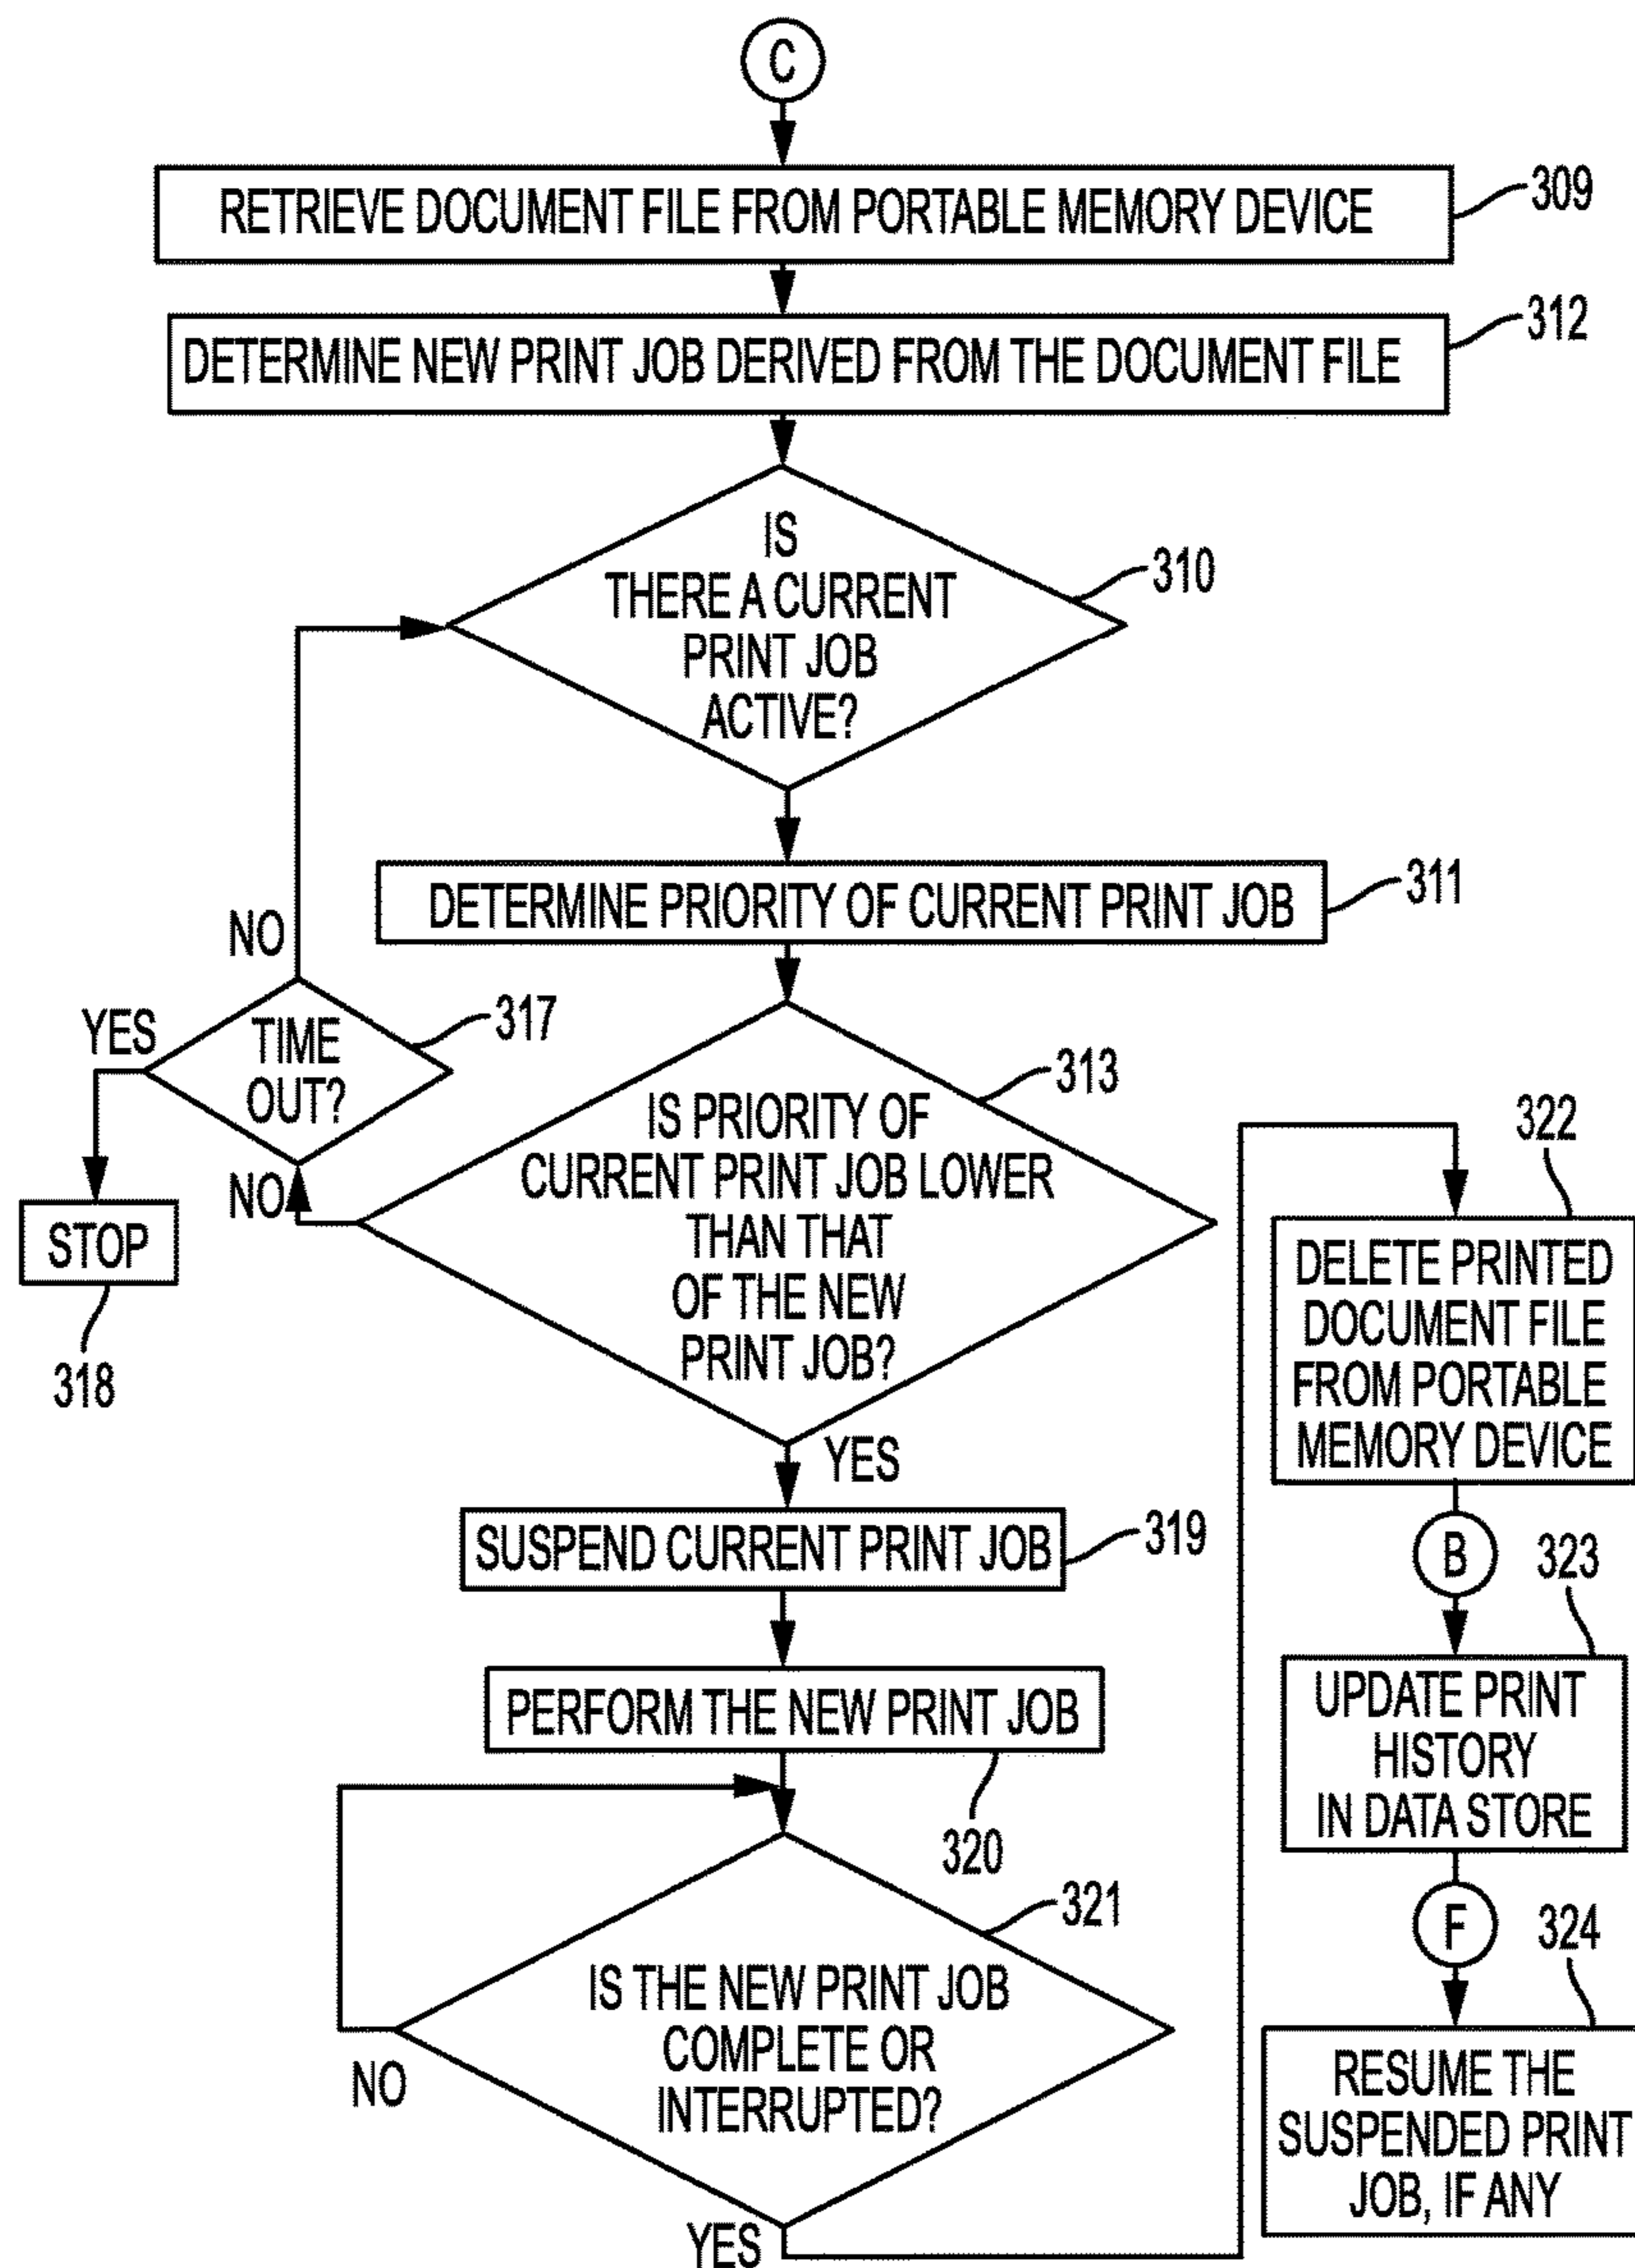 C
RETRIEVE DOCUMENT FILE FROM PORTABLE MEMORY DEVICE
309
DETERMINE NEW PRINT JOB DERIVED FROM THE DOCUMENT FILE
312
IS
THERE A CURRENT
PRINT JOB
ACTIVE?
310
DETERMINE PRIORITY OF CURRENT PRINT JOB
311
NO
YES
TIME
OUT?
317
STOP
318
NO
IS PRIORITY OF
CURRENT PRINT JOB LOWER
THAN THAT
OF THE NEW
PRINT JOB?
313
YES
SUSPEND CURRENT PRINT JOB
319
PERFORM THE NEW PRINT JOB
320
IS THE NEW PRINT JOB
COMPLETE OR
INTERRUPTED?
321
NO
YES
322
DELETE PRINTED
DOCUMENT FILE
FROM PORTABLE
MEMORY DEVICE
B
323
UPDATE PRINT
HISTORY
IN DATA STORE
F
324
RESUME THE
SUSPENDED PRINT
JOB, IF ANY